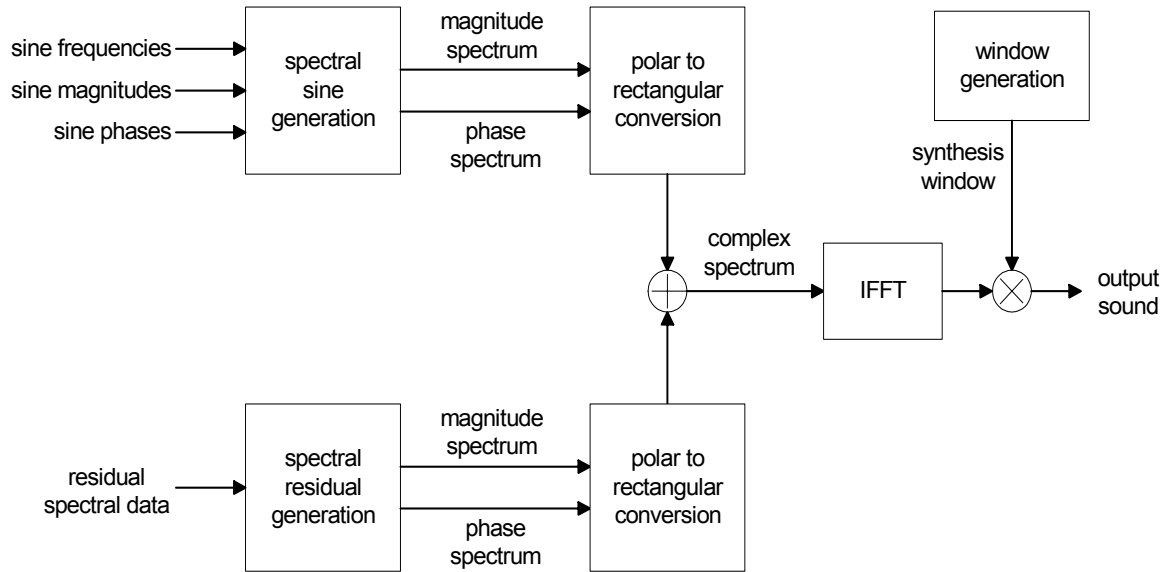 sine frequencies
sine magnitudes
sine phases
spectral
sine
generation
magnitude
spectrum
phase
spectrum
polar to
rectangular
conversion
window
generation
synthesis
window
complex
spectrum
IFFT
output
sound
residual
spectral data
spectral
residual
generation
magnitude
spectrum
phase
spectrum
polar to
rectangular
conversion